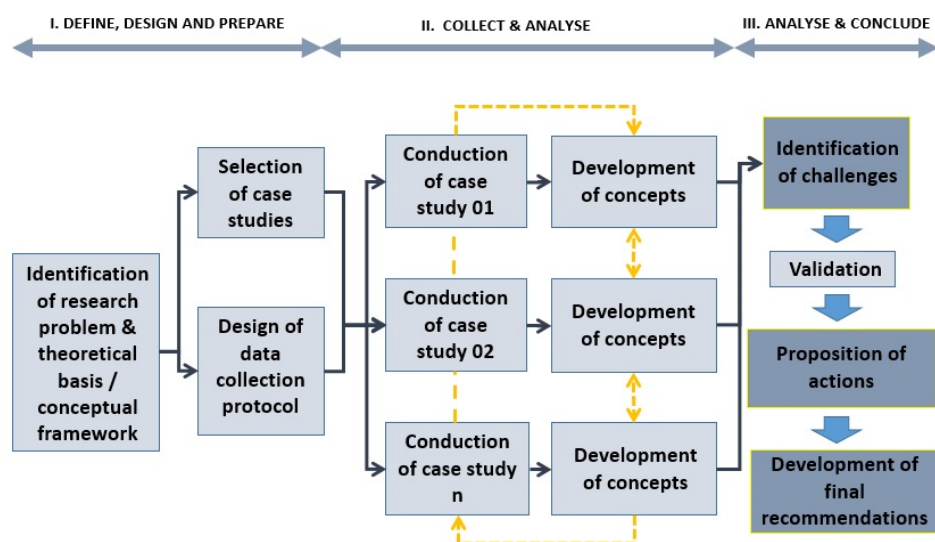 I. DEFINE, DESIGN AND PREPARE
II. COLLECT & ANALYSE
III. ANALYSE & CONCLUDE
Identification
of research
problem &
theoretical
basis /
conceptual
framework
Selection
of case
studies
Design of
data
collection
protocol
Conduction
of case
study 01
Development
of concepts
Conduction
of case
study 02
Development
of concepts
Conduction
of case study
n
Development
of concepts
Identification
of challenges
Validation
Proposition of
actions
Development of
final
recommendations